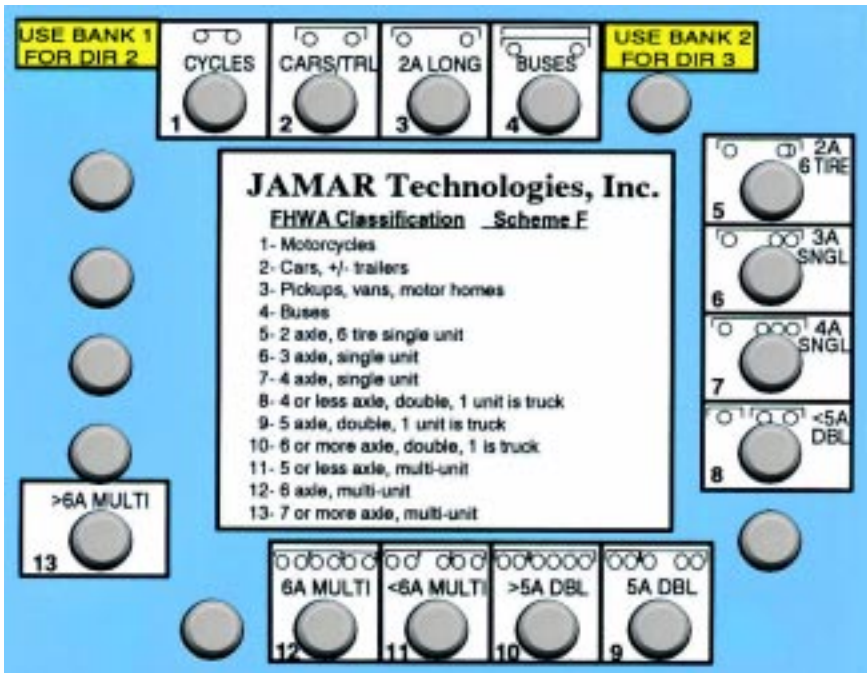 USE BANK 1
FOR DIR 2
CYCLES
1
CARS/TRL
2
2A LONG
3
BUSES
4
USE BANK 2
FOR DIR 3
2A
6 TIRE
5
3A
SNGL
6
4A
SNGL
7
<5A
DBL
8
JAMAR Technologies, Inc.
FHWA Classification Scheme F
1- Motorcycles
2- Cars, +/- trailers
3- Pickups, vans, motor homes
4- Buses
5- 2 axle, 6 tire single unit
6- 3 axle, single unit
7- 4 axle, single unit
8- 4 or less axle, double, 1 unit is truck
9- 5 axle, double, 1 unit is truck
10- 6 or more axle, double, 1 is truck
11- 5 or less axle, multi-unit
12- 6 axle, multi-unit
13- 7 or more axle, multi-unit
>6A MULTI
13
6A MULTI
12
<6A MULTI
11
>5A DBL
10
5A DBL
9